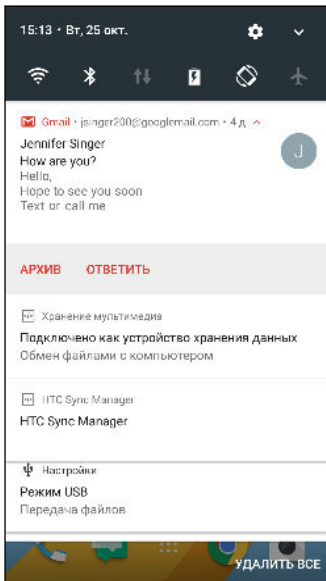 15:13 • Вт, 25 окт.
Gmail • jsinger200@googlemail.com • 4 д
Jennifer Singer
How are you?
Hello,
Hope to see you soon
Text or call me
J
АРХИВ ОТВЕТИТЬ
Хранение мультимедиа
Подключено как устройство хранения данных
Обмен файлами с компьютером
HTC Sync Manager
HTC Sync Manager
Настройки
Режим USB
Передача файлов
УДАЛИТЬ ВСЕ